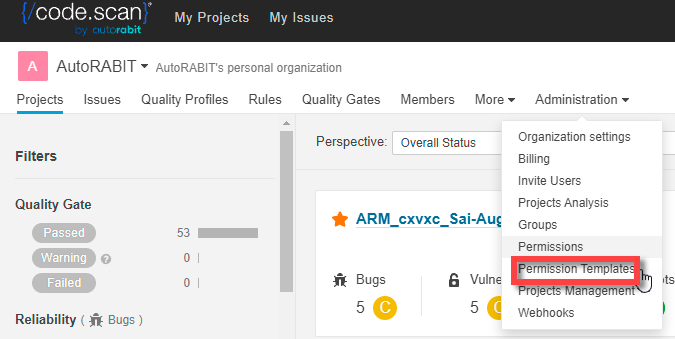 {/code.scan} My Projects My Issues
by autorabit
A AutoRABIT AutoRABIT's personal organization
Projects Issues Quality Profiles Rules Quality Gates Members More Administration
Filters
Perspective: Overall Status
Organization settings
Billing
Invite Users
Projects Analysis
Groups
Permissions
Permission Templates
Projects Management
Webhooks
Quality Gate
Passed 53
Warning ? 0
Failed 0
Reliability ( Bugs )
ARM_cxvxc_Sai-Aug
Bugs
5 C
5 C